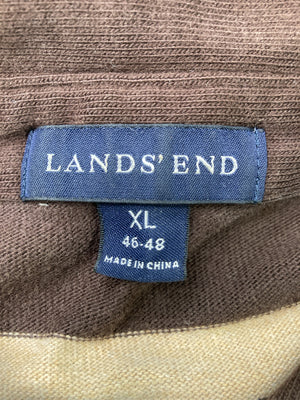 LANDS' END
XL
46-48
MADE IN CHINA